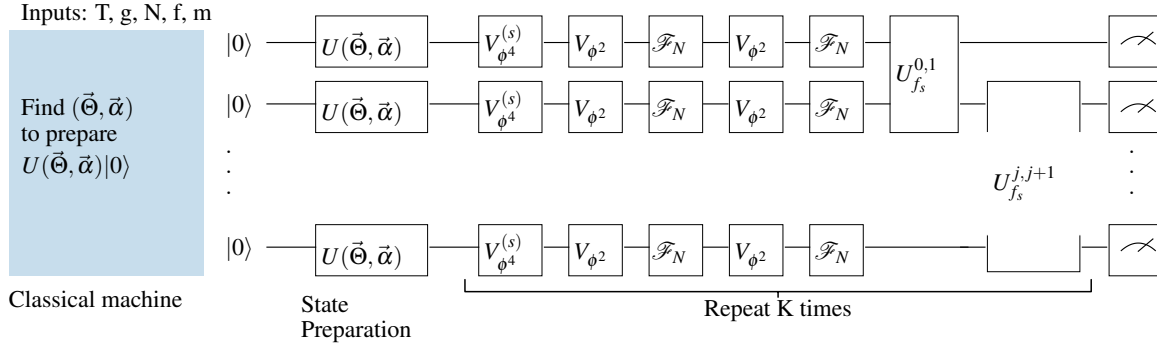 Inputs: T, g, N, f, m
Find (Θ⃗, α⃗)
to prepare
U(Θ⃗, α⃗)|0⟩
Classical machine
|0⟩ U(Θ⃗, α⃗) V_{ϕ⁴}^{(s)} V_{ϕ²} ℱ_N V_{ϕ²} ℱ_N U_{f_s}^{0,1}
|0⟩ U(Θ⃗, α⃗) V_{ϕ⁴}^{(s)} V_{ϕ²} ℱ_N V_{ϕ²} ℱ_N
U_{f_s}^{j,j+1}
|0⟩ U(Θ⃗, α⃗) V_{ϕ⁴}^{(s)} V_{ϕ²} ℱ_N V_{ϕ²} ℱ_N
State
Preparation
Repeat K times